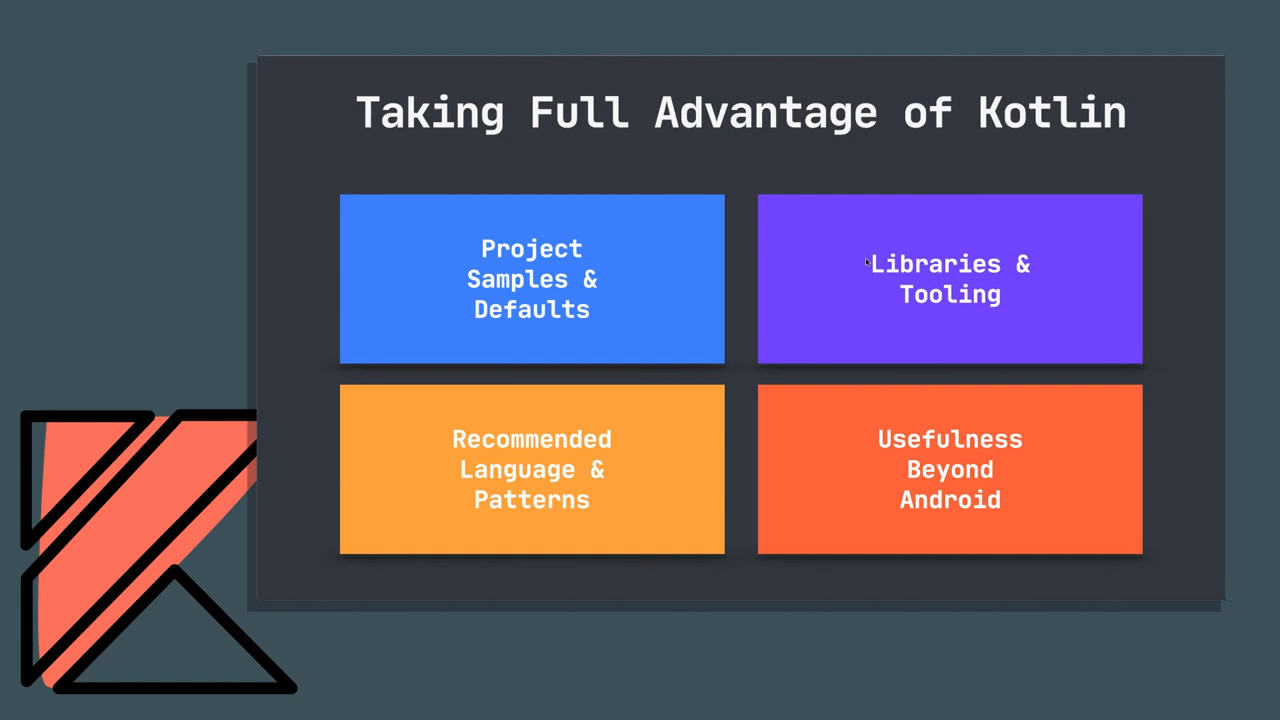 Taking Full Advantage of Kotlin
Project
Samples &
Defaults
Libraries &
Tooling
Recommended
Language &
Patterns
Usefulness
Beyond
Android